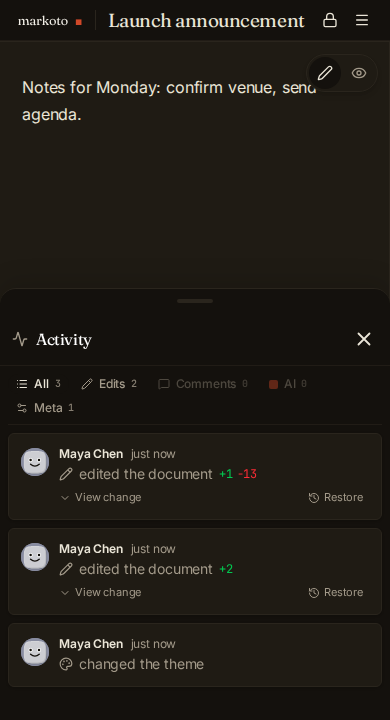 markoto
Launch announcement
Notes for Monday: confirm venue, send
agenda.
Activity
All 3 Edits 2 Comments 0 AI 0
Meta 1
Maya Chen just now
edited the document +1 -13
View change Restore
Maya Chen just now
edited the document +2
View change Restore
Maya Chen just now
changed the theme